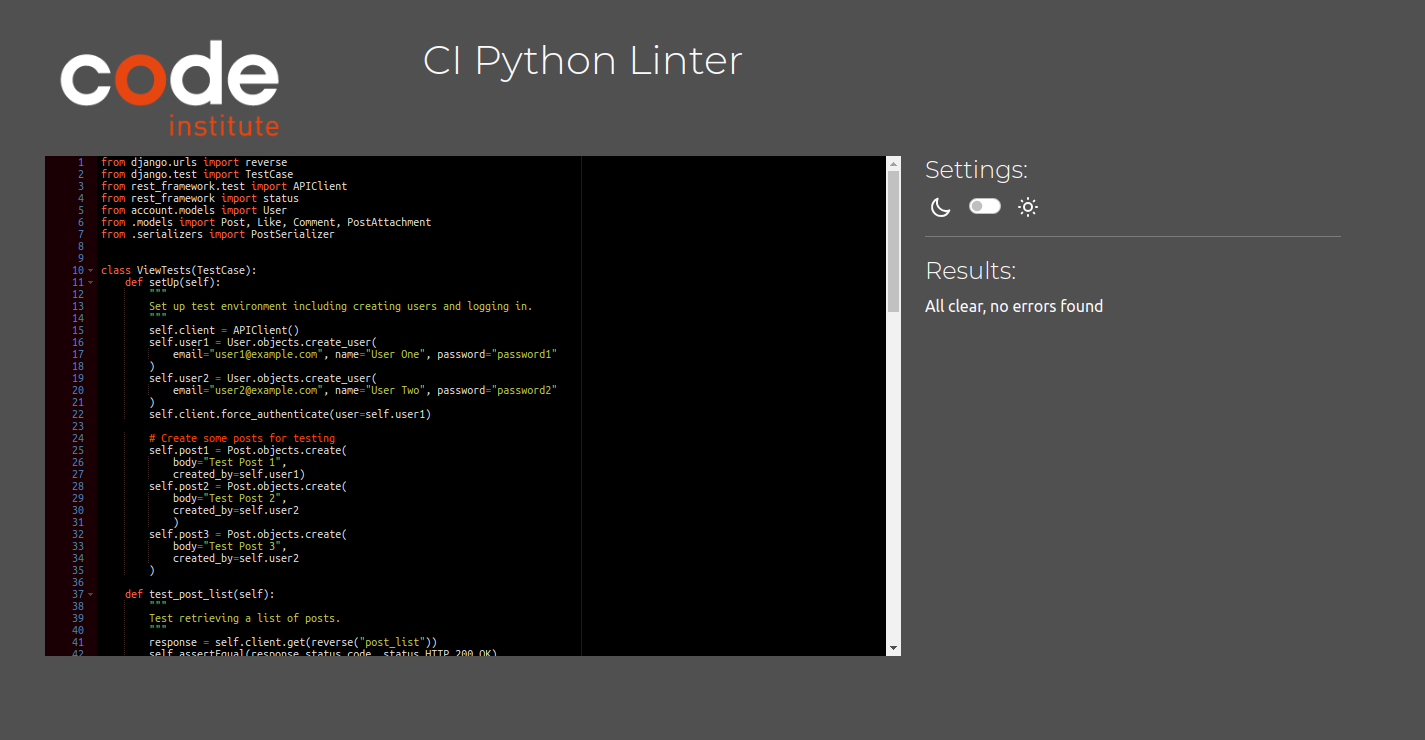 code
institute
CI Python Linter
1 from django.urls import reverse
2 from django.test import TestCase
3 from rest_framework.test import APIClient
4 from rest_framework import status
5 from account.models import User
6 from .models import Post, Like, Comment, PostAttachment
7 from .serializers import PostSerializer
8
9
10 class ViewTests(TestCase):
11     def setUp(self):
12         """
13         Set up test environment including creating users and logging in.
14         """
15         self.client = APIClient()
16         self.user1 = User.objects.create_user(
17             email="user1@example.com", name="User One", password="password1"
18         )
19         self.user2 = User.objects.create_user(
20             email="user2@example.com", name="User Two", password="password2"
21         )
22         self.client.force_authenticate(user=self.user1)
23
24         # Create some posts for testing
25         self.post1 = Post.objects.create(
26             body="Test Post 1",
27             created_by=self.user1)
28         self.post2 = Post.objects.create(
29             body="Test Post 2",
30             created_by=self.user2
31             )
32         self.post3 = Post.objects.create(
33             body="Test Post 3",
34             created_by=self.user2
35         )
36
37     def test_post_list(self):
38         """
39         Test retrieving a list of posts.
40         """
41         response = self.client.get(reverse("post_list"))
42         self.assertEqual(response.status_code, status.HTTP_200_OK)
Settings:
Results:
All clear, no errors found